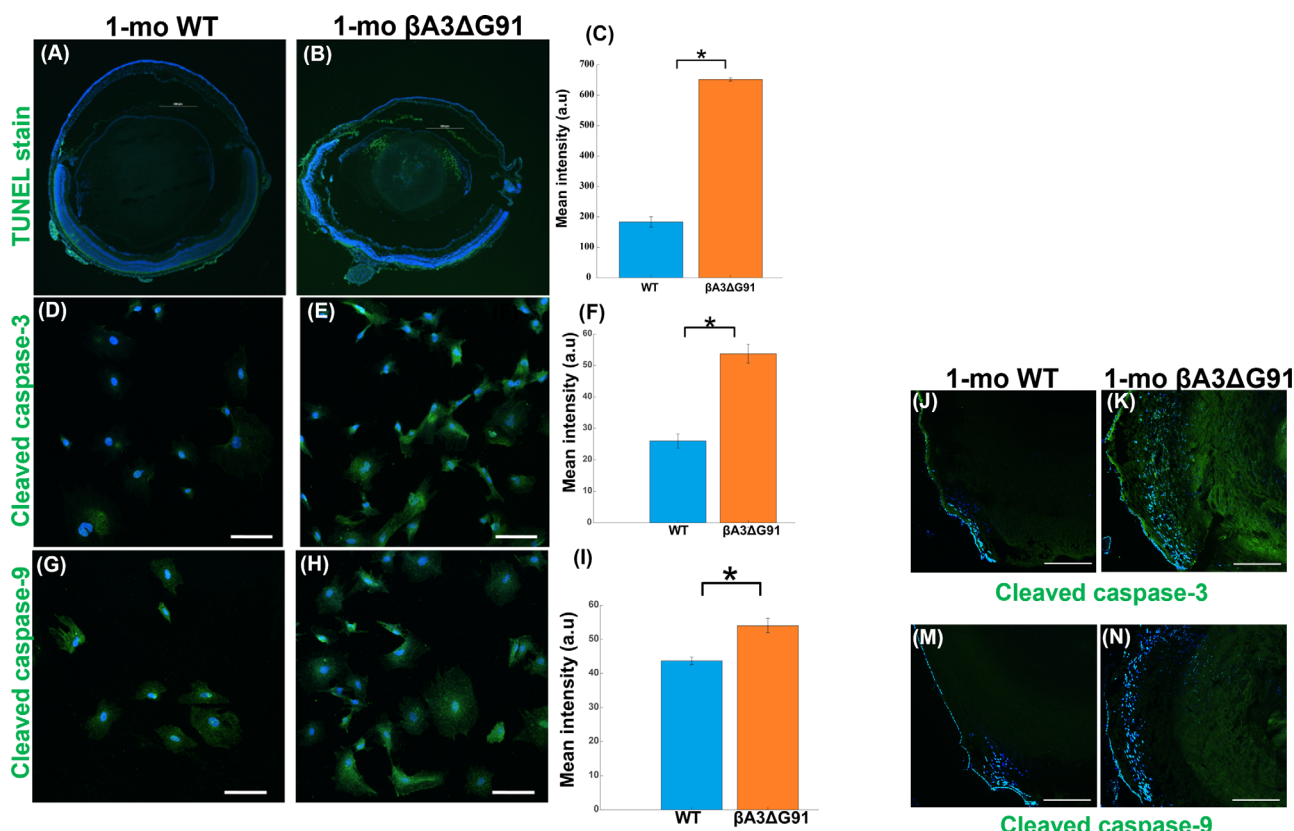 1-mo WT 1-mo βA3ΔG91
(A) (B) (C)
TUNEL stain
Mean intensity (a.u)
700
600
500
400
300
200
100
0
*
WT βA3ΔG91
(D) (E) (F)
Cleaved caspase-3
Mean intensity (a.u)
60
50
40
30
20
10
0
*
WT βA3ΔG91
(G) (H) (I)
Cleaved caspase-9
Mean intensity (a.u)
60
50
40
30
20
10
0
*
WT βA3ΔG91
1-mo WT 1-mo βA3ΔG91
(J) (K)
Cleaved caspase-3
(M) (N)
Cleaved caspase-9